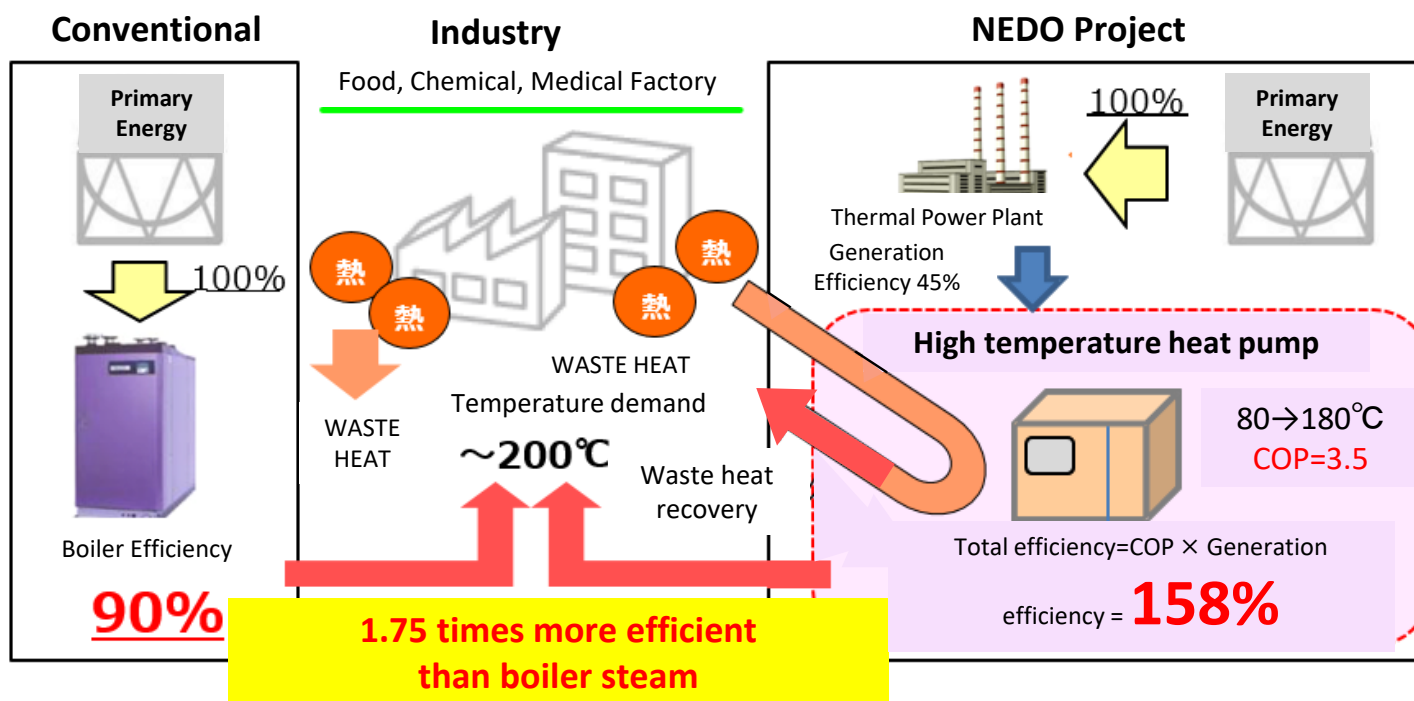 Conventional
Primary
Energy
100%
Boiler Efficiency
90%
Industry
Food, Chemical, Medical Factory
熱
熱
熱
熱
WASTE
HEAT
WASTE HEAT
Temperature demand
～200℃
Waste heat
recovery
1.75 times more efficient
than boiler steam
NEDO Project
100%
Primary
Energy
Thermal Power Plant
Generation
Efficiency 45%
High temperature heat pump
80→180℃
COP=3.5
Total efficiency=COP × Generation
efficiency = 158%